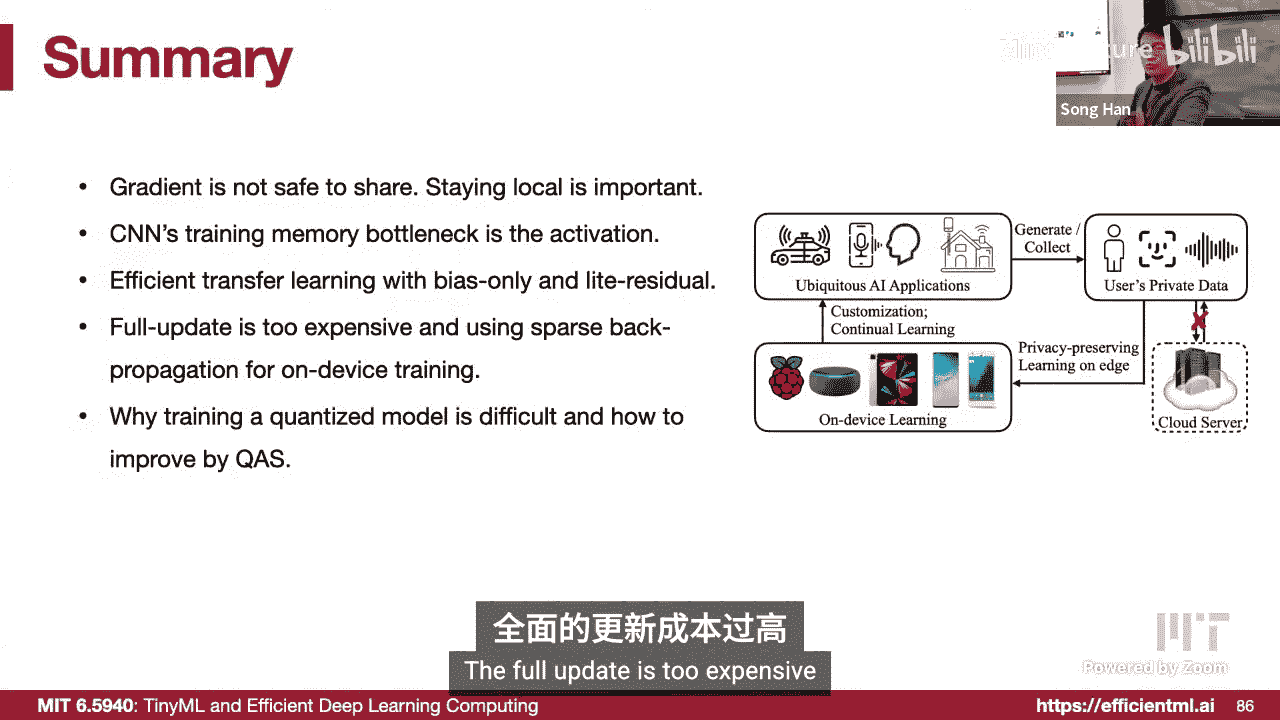 Summary
bilibili
Song Han
• Gradient is not safe to share. Staying local is important.
• CNN's training memory bottleneck is the activation.
• Efficient transfer learning with bias-only and lite-residual.
• Full-update is too expensive and using sparse back-
propagation for on-device training.
• Why training a quantized model is difficult and how to
improve by QAS.
Ubiquitous AI Applications
Generate /
Collect
User's Private Data
Customization;
Continual Learning
Privacy-preserving
Learning on edge
On-device Learning
Cloud Server
全面的更新成本过高
The full update is too expensive
MIT
Powered by Zoom
MIT 6.5940: TinyML and Efficient Deep Learning Computing
https://efficientml.ai
86